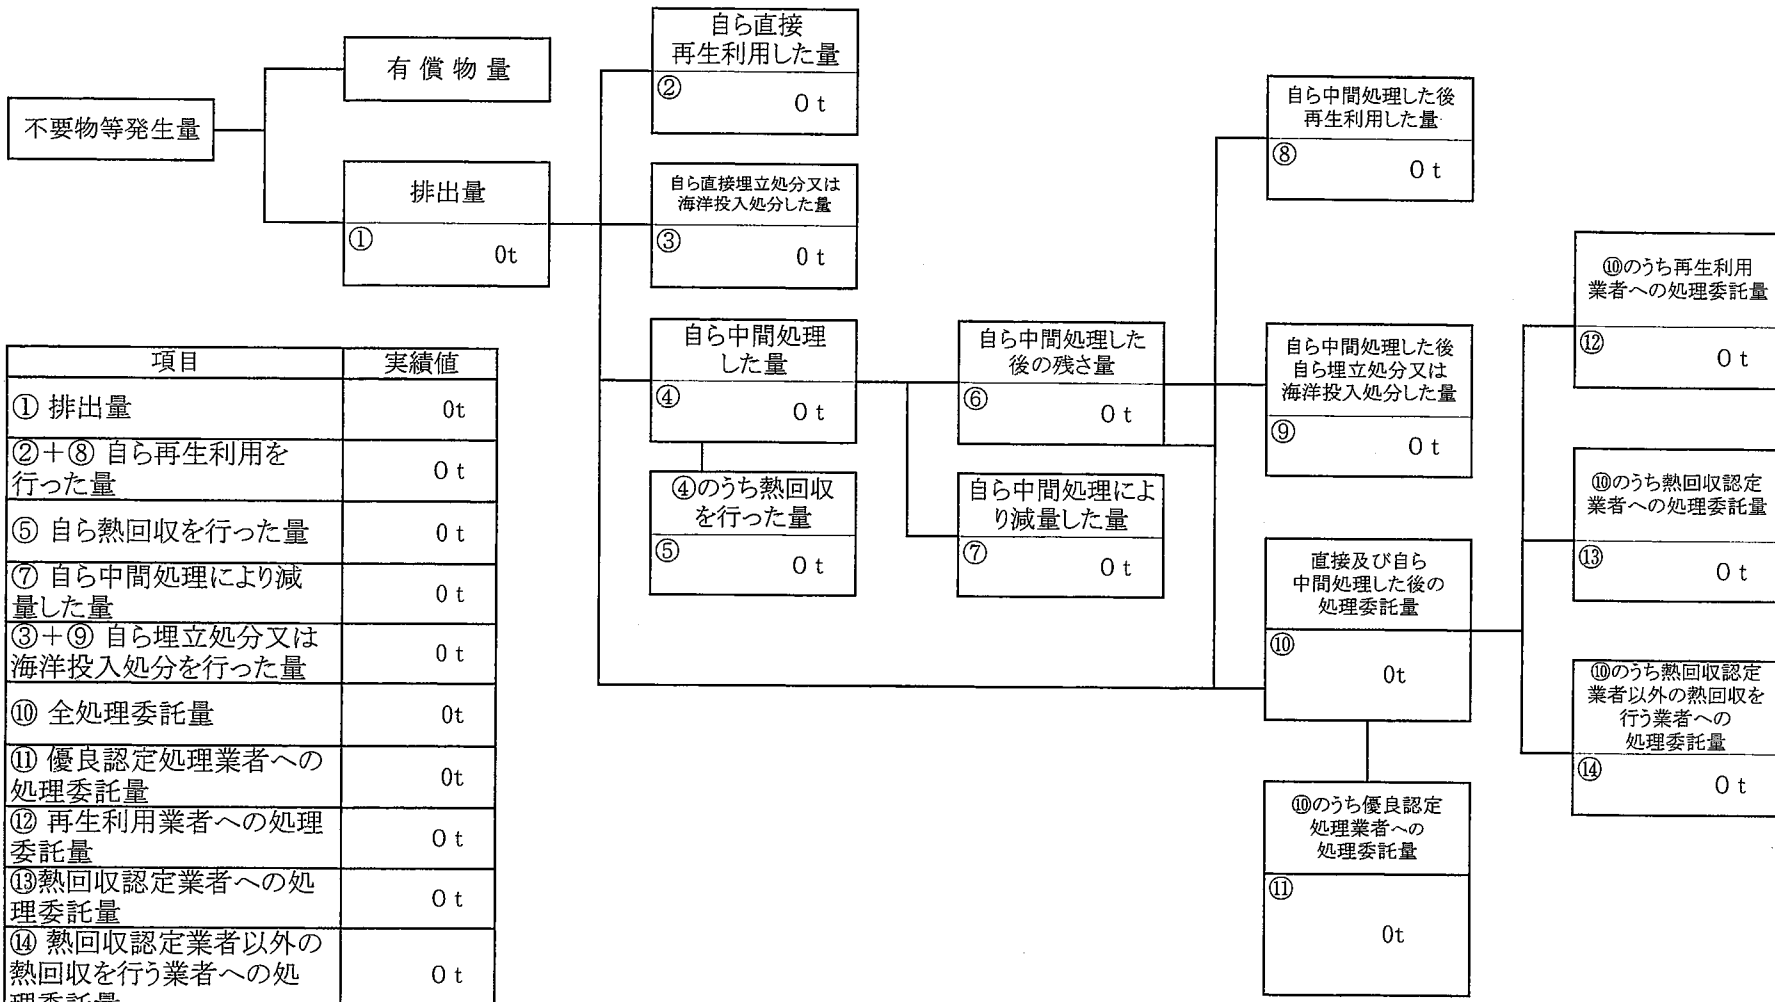 不要物等発生量
有償物量
排出量
①
0t
自ら直接
再生利用した量
②
0 t
自ら直接埋立処分又は
海洋投入処分した量
③
0 t
自ら中間処理
した量
④
0 t
④のうち熱回収
を行った量
⑤
0 t
自ら中間処理した
後の残さ量
⑥
0 t
自ら中間処理によ
り減量した量
⑦
0 t
自ら中間処理した後
再生利用した量
⑧
0 t
自ら中間処理した後
自ら埋立処分又は
海洋投入処分した量
⑨
0 t
直接及び自ら
中間処理した後の
処理委託量
⑩
0t
⑩のうち優良認定
処理業者への
処理委託量
⑪
0t
⑩のうち再生利用
業者への処理委託量
⑫
0 t
⑩のうち熱回収認定
業者への処理委託量
⑬
0 t
⑩のうち熱回収認定
業者以外の熱回収を
行う業者への
処理委託量
⑭
0 t
項目 実績値
① 排出量 0t
②+⑧ 自ら再生利用を
行った量 0 t
⑤ 自ら熱回収を行った量 0 t
⑦ 自ら中間処理により減
量した量 0 t
③+⑨ 自ら埋立処分又は
海洋投入処分を行った量 0 t
⑩ 全処理委託量 0t
⑪ 優良認定処理業者への
処理委託量 0t
⑫ 再生利用業者への処理
委託量 0 t
⑬熱回収認定業者への処
理委託量 0 t
⑭ 熱回収認定業者以外の
熱回収を行う業者への処 0 t
理委託量